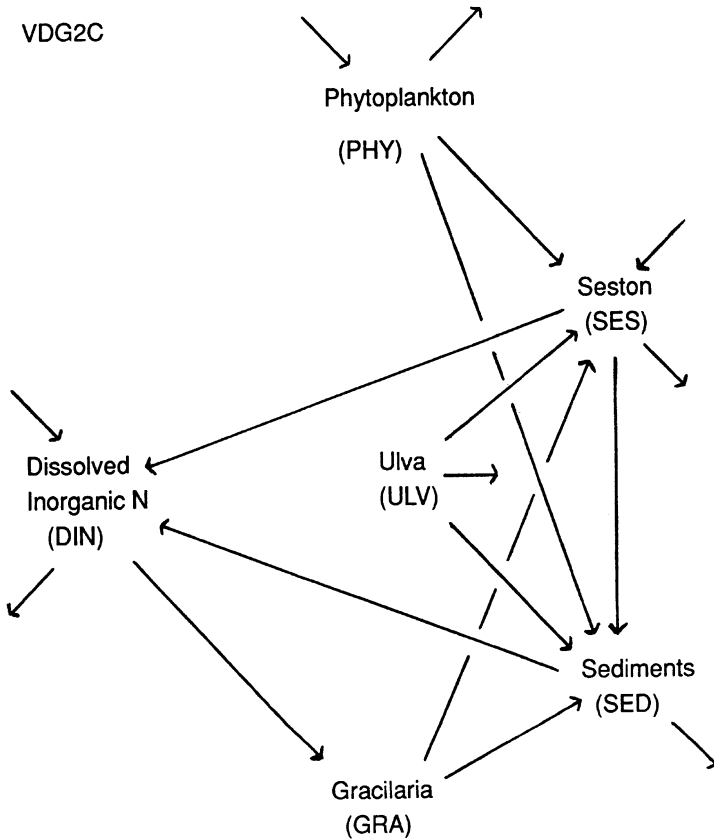 VDG2C
Phytoplankton
(PHY)
Seston
(SES)
Dissolved
Inorganic N
(DIN)
Ulva
(ULV)
Sediments
(SED)
Gracilaria
(GRA)